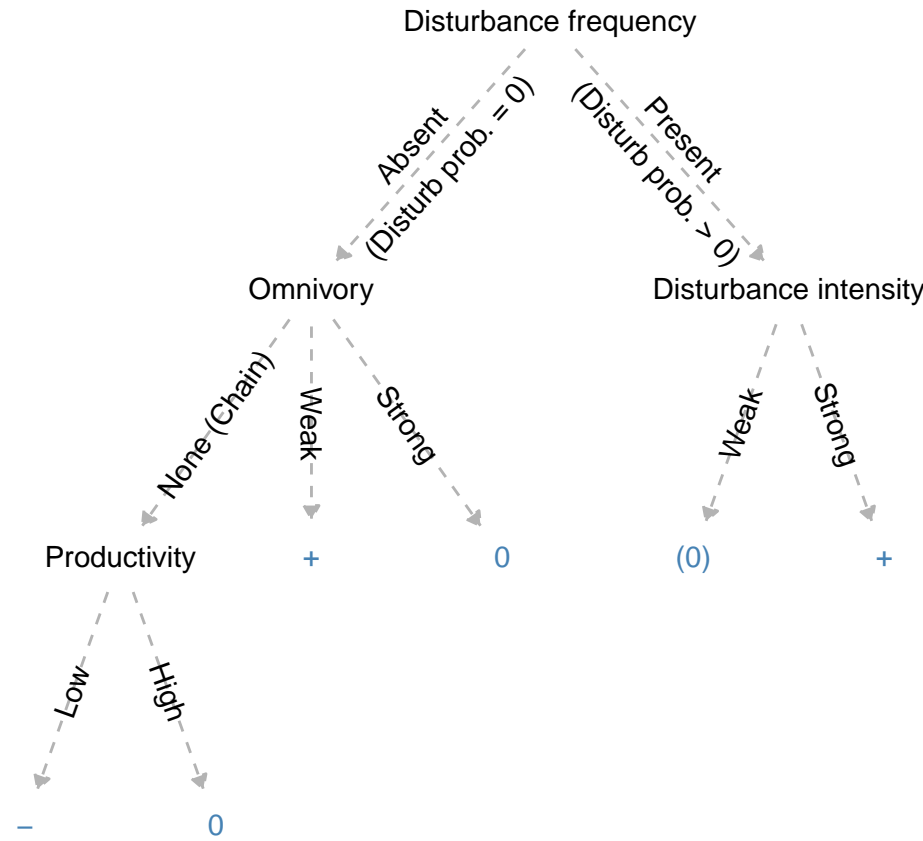 Disturbance frequency
Absent
(Disturb prob. = 0)
Present
(Disturb prob. > 0)
Omnivory
Disturbance intensity
None (Chain)
Weak
Strong
Weak
Strong
Productivity
+
0
(0)
+
Low
High
–
0